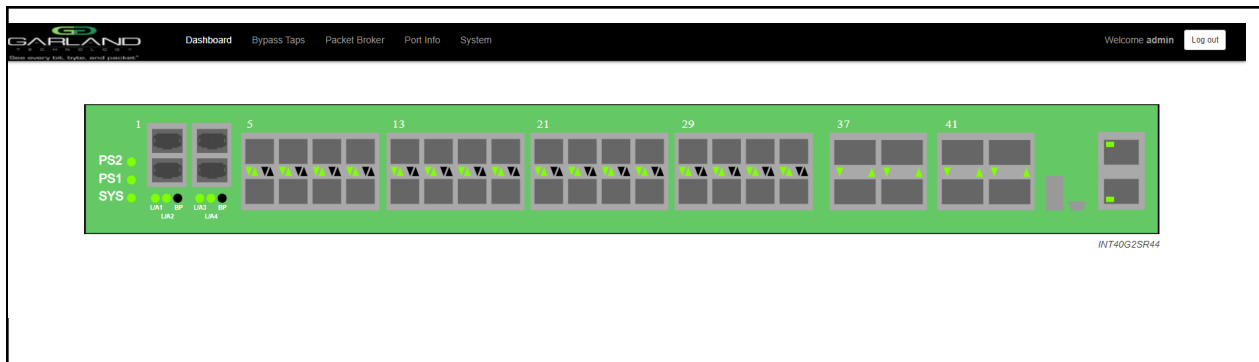 GARLAND
TECHNOLOGY
See every bit, byte, and packet®
Dashboard Bypass Taps Packet Broker Port Info System Welcome admin Log out
1 5 13 21 29 37 41
PS2
PS1
SYS
L/A1 BP L/A3 BP
L/A2 L/A4
INT40G2SR44